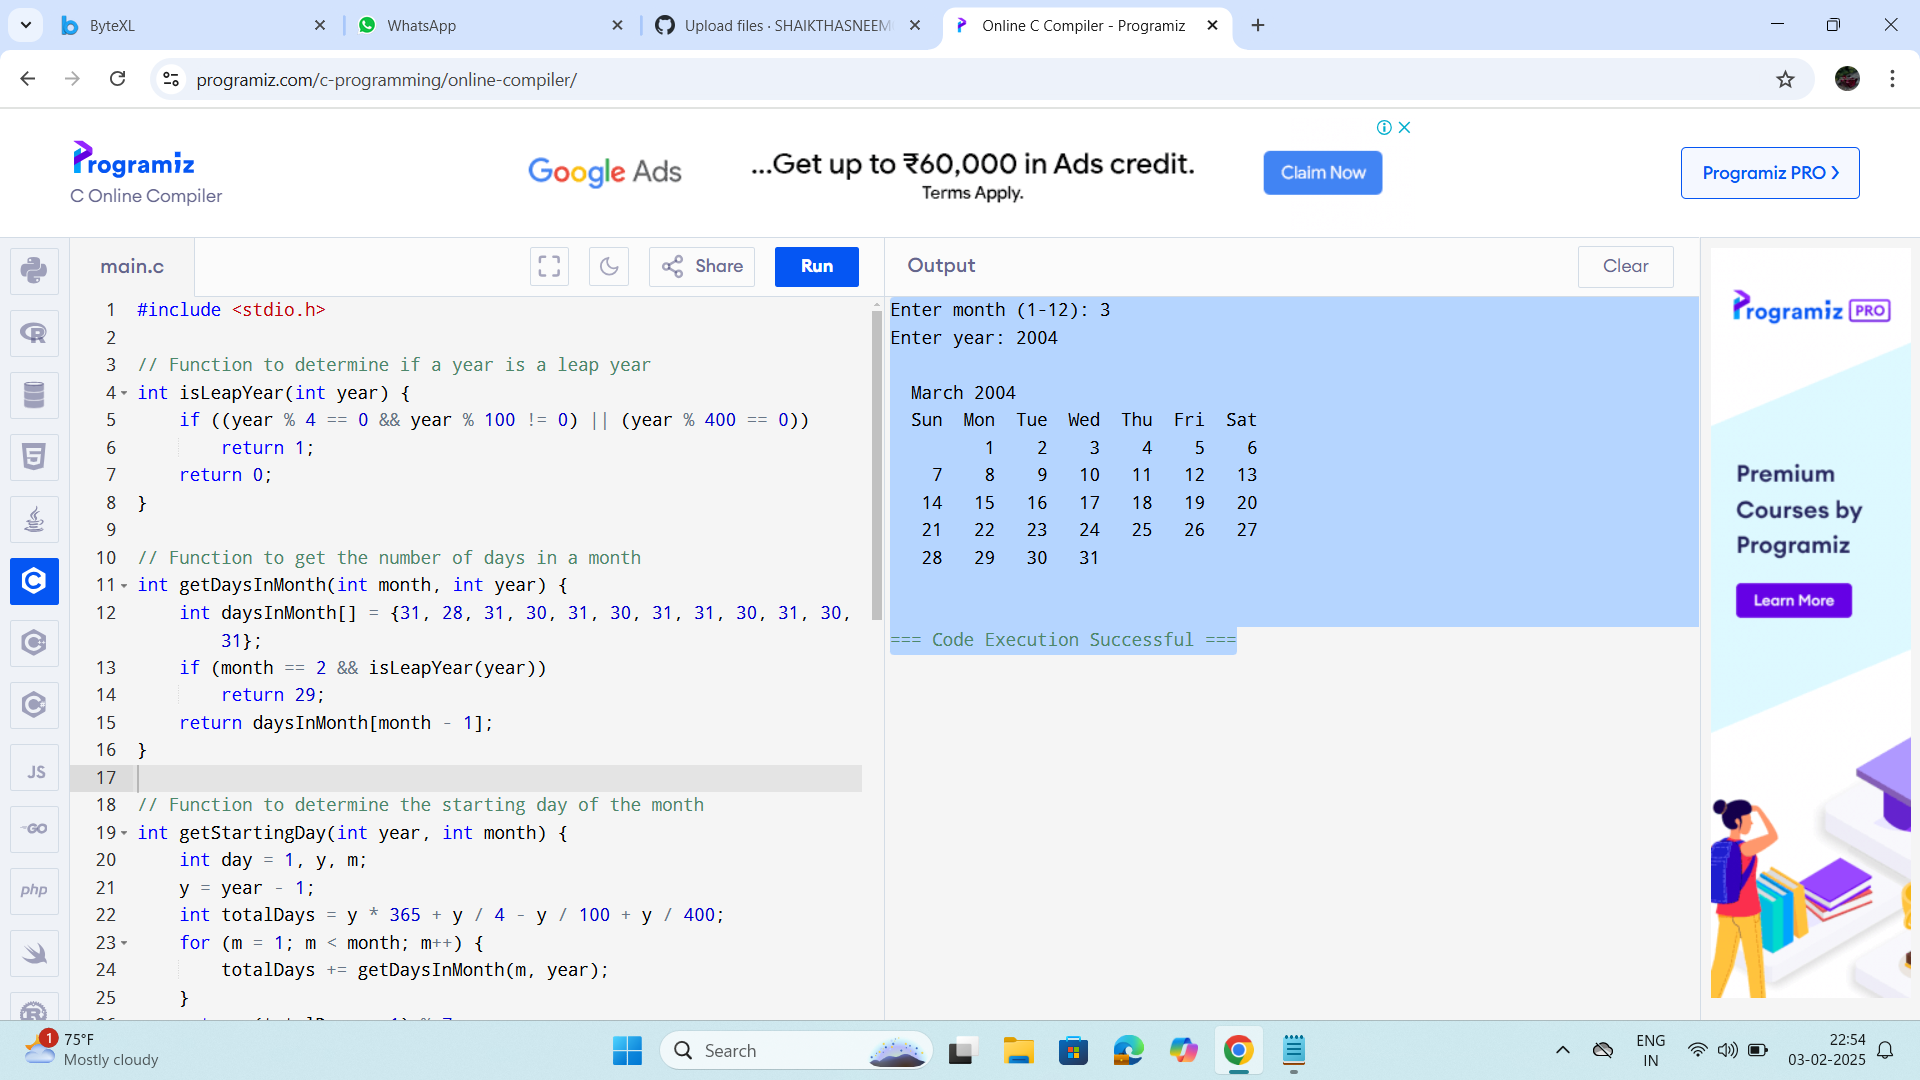 ByteXL
WhatsApp
Upload files · SHAIKTHASNEEM
Online C Compiler - Programiz
programiz.com/c-programming/online-compiler/
Programiz
C Online Compiler
Google Ads
...Get up to ₹60,000 in Ads credit.
Terms Apply.
Claim Now
Programiz PRO
main.c
Share
Run
Output
Clear
1 #include <stdio.h>
2
3 // Function to determine if a year is a leap year
4 int isLeapYear(int year) {
5 if ((year % 4 == 0 && year % 100 != 0) || (year % 400 == 0))
6 return 1;
7 return 0;
8 }
9
10 // Function to get the number of days in a month
11 int getDaysInMonth(int month, int year) {
12 int daysInMonth[] = {31, 28, 31, 30, 31, 30, 31, 31, 30, 31, 30,
31};
13 if (month == 2 && isLeapYear(year))
14 return 29;
15 return daysInMonth[month - 1];
16 }
17
18 // Function to determine the starting day of the month
19 int getStartingDay(int year, int month) {
20 int day = 1, y, m;
21 y = year - 1;
22 int totalDays = y * 365 + y / 4 - y / 100 + y / 400;
23 for (m = 1; m < month; m++) {
24 totalDays += getDaysInMonth(m, year);
25 }
Enter month (1-12): 3
Enter year: 2004
March 2004
Sun Mon Tue Wed Thu Fri Sat
1 2 3 4 5 6
7 8 9 10 11 12 13
14 15 16 17 18 19 20
21 22 23 24 25 26 27
28 29 30 31
=== Code Execution Successful ===
Programiz PRO
Premium
Courses by
Programiz
Learn More
R
5
C
JS
GO
php
1
75°F
Mostly cloudy
Search
ENG
IN
22:54
03-02-2025